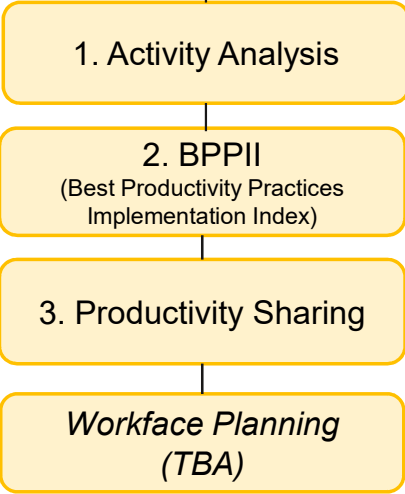 1. Activity Analysis
2. BPPII
(Best Productivity Practices
Implementation Index)
3. Productivity Sharing
Workface Planning
(TBA)